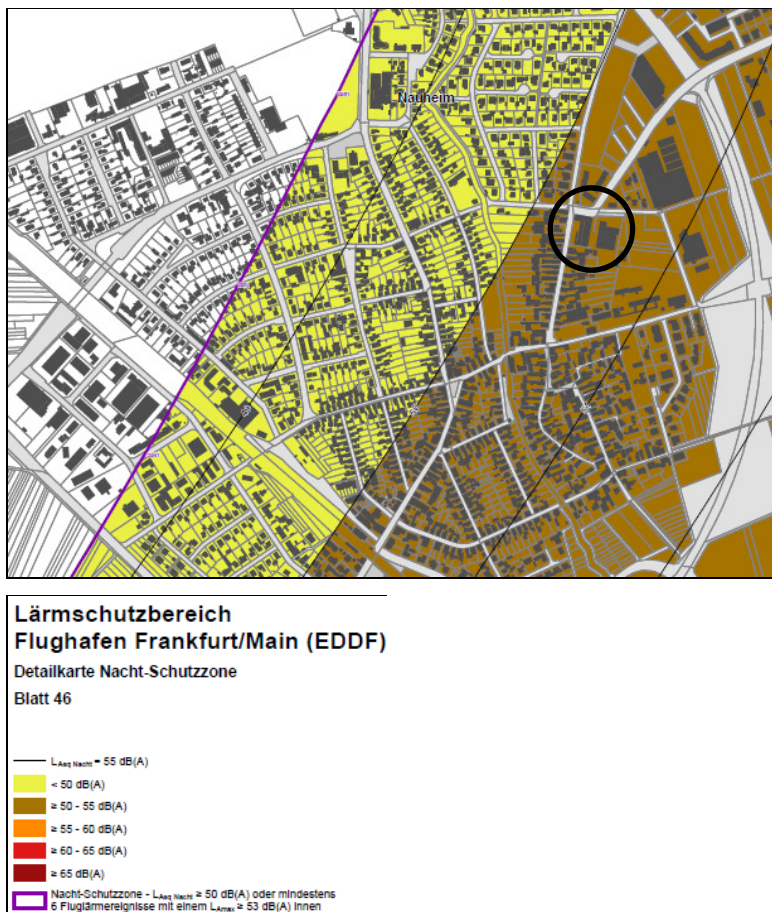 Nauheim
Lärmschutzbereich
Flughafen Frankfurt/Main (EDDF)
Detailkarte Nacht-Schutzzone
Blatt 46
LAeq Nacht = 55 dB(A)
< 50 dB(A)
≥ 50 - 55 dB(A)
≥ 55 - 60 dB(A)
≥ 60 - 65 dB(A)
≥ 65 dB(A)
Nacht-Schutzzone - LAeq Nacht ≥ 50 dB(A) oder mindestens
6 Fluglärmereignisse mit einem LAmax ≥ 53 dB(A) innen